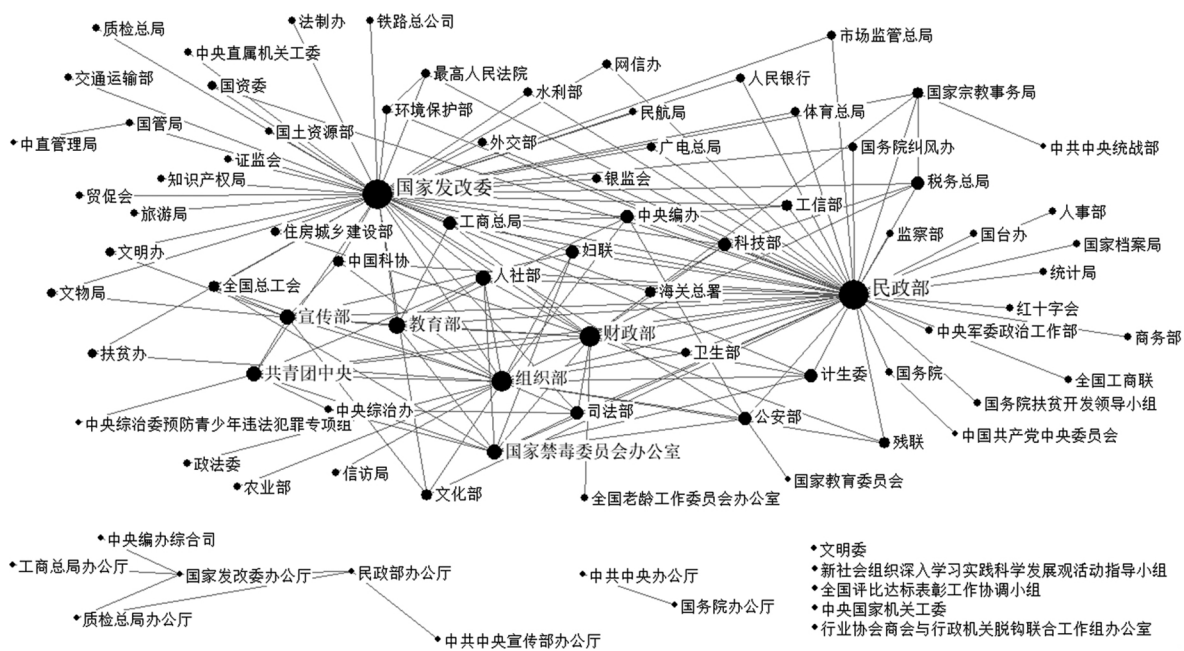 法制办
铁路总公司
质检总局
市场监管总局
中央直属机关工委
网信办
最高人民法院
交通运输部
国资委
人民银行
水利部
国家宗教事务局
环境保护部
民航局
体育总局
国管局
国土资源部
中直管理局
外交部
广电总局
国务院纠风办
中共中央统战部
证监会
知识产权局
银监会
税务总局
国家发改委
贸促会
旅游局
工信部
人事部
工商总局
中央编办
住房城乡建设部
监察部
国台办
科技部
国家档案局
文明办
妇联
中国科协
统计局
人社部
全国总工会
海关总署
民政部
文物局
红十字会
宣传部
教育部
中央军委政治工作部
财政部
商务部
扶贫办
卫生部
共青团中央
组织部
计生委
国务院
全国工商联
国务院扶贫开发领导小组
中央综治办
司法部
中央综治委预防青少年违法犯罪专项组
公安部
中国共产党中央委员会
残联
国家禁毒委员会办公室
政法委
信访局
国家教育委员会
农业部
文化部
全国老龄工作委员会办公室
中央编办综合司
文明委
工商总局办公厅
国家发改委办公厅
民政部办公厅
中共中央办公厅
新社会组织深入学习实践科学发展观活动指导小组
全国评比达标表彰工作协调小组
国务院办公厅
中央国家机关工委
质检总局办公厅
行业协会商会与行政机关脱钩联合工作组办公室
中共中央宣传部办公厅